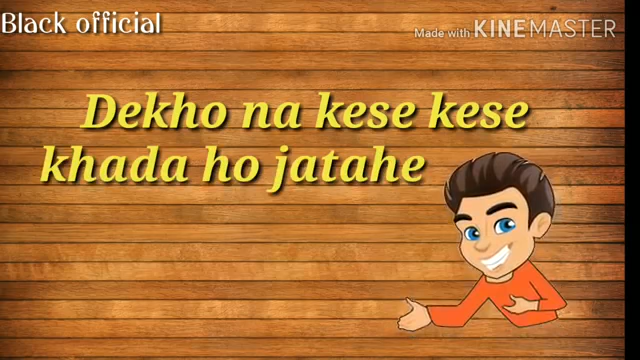 Black official
Made with KINEMASTER
Dekho na kese kese
khada ho jatahe